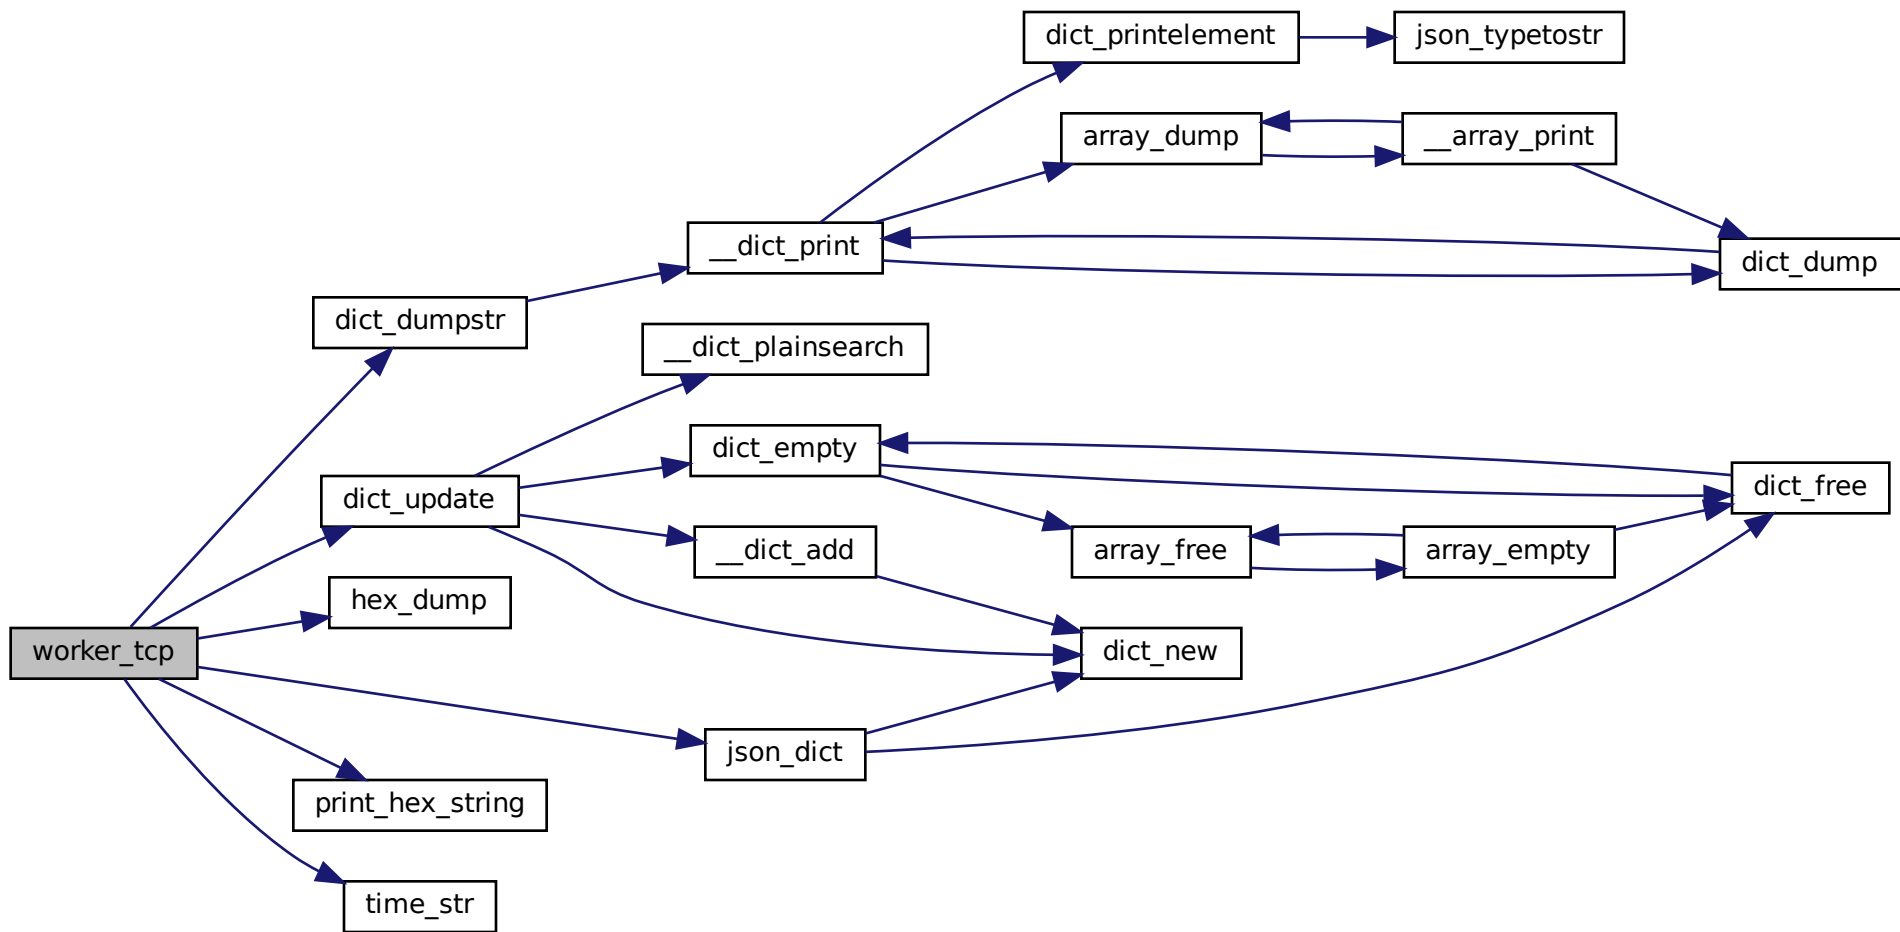 dict_printelement
json_typetostr
array_dump
__array_print
__dict_print
dict_dump
dict_dumpstr
__dict_plainsearch
dict_empty
dict_free
dict_update
__dict_add
array_free
array_empty
hex_dump
worker_tcp
dict_new
json_dict
print_hex_string
time_str